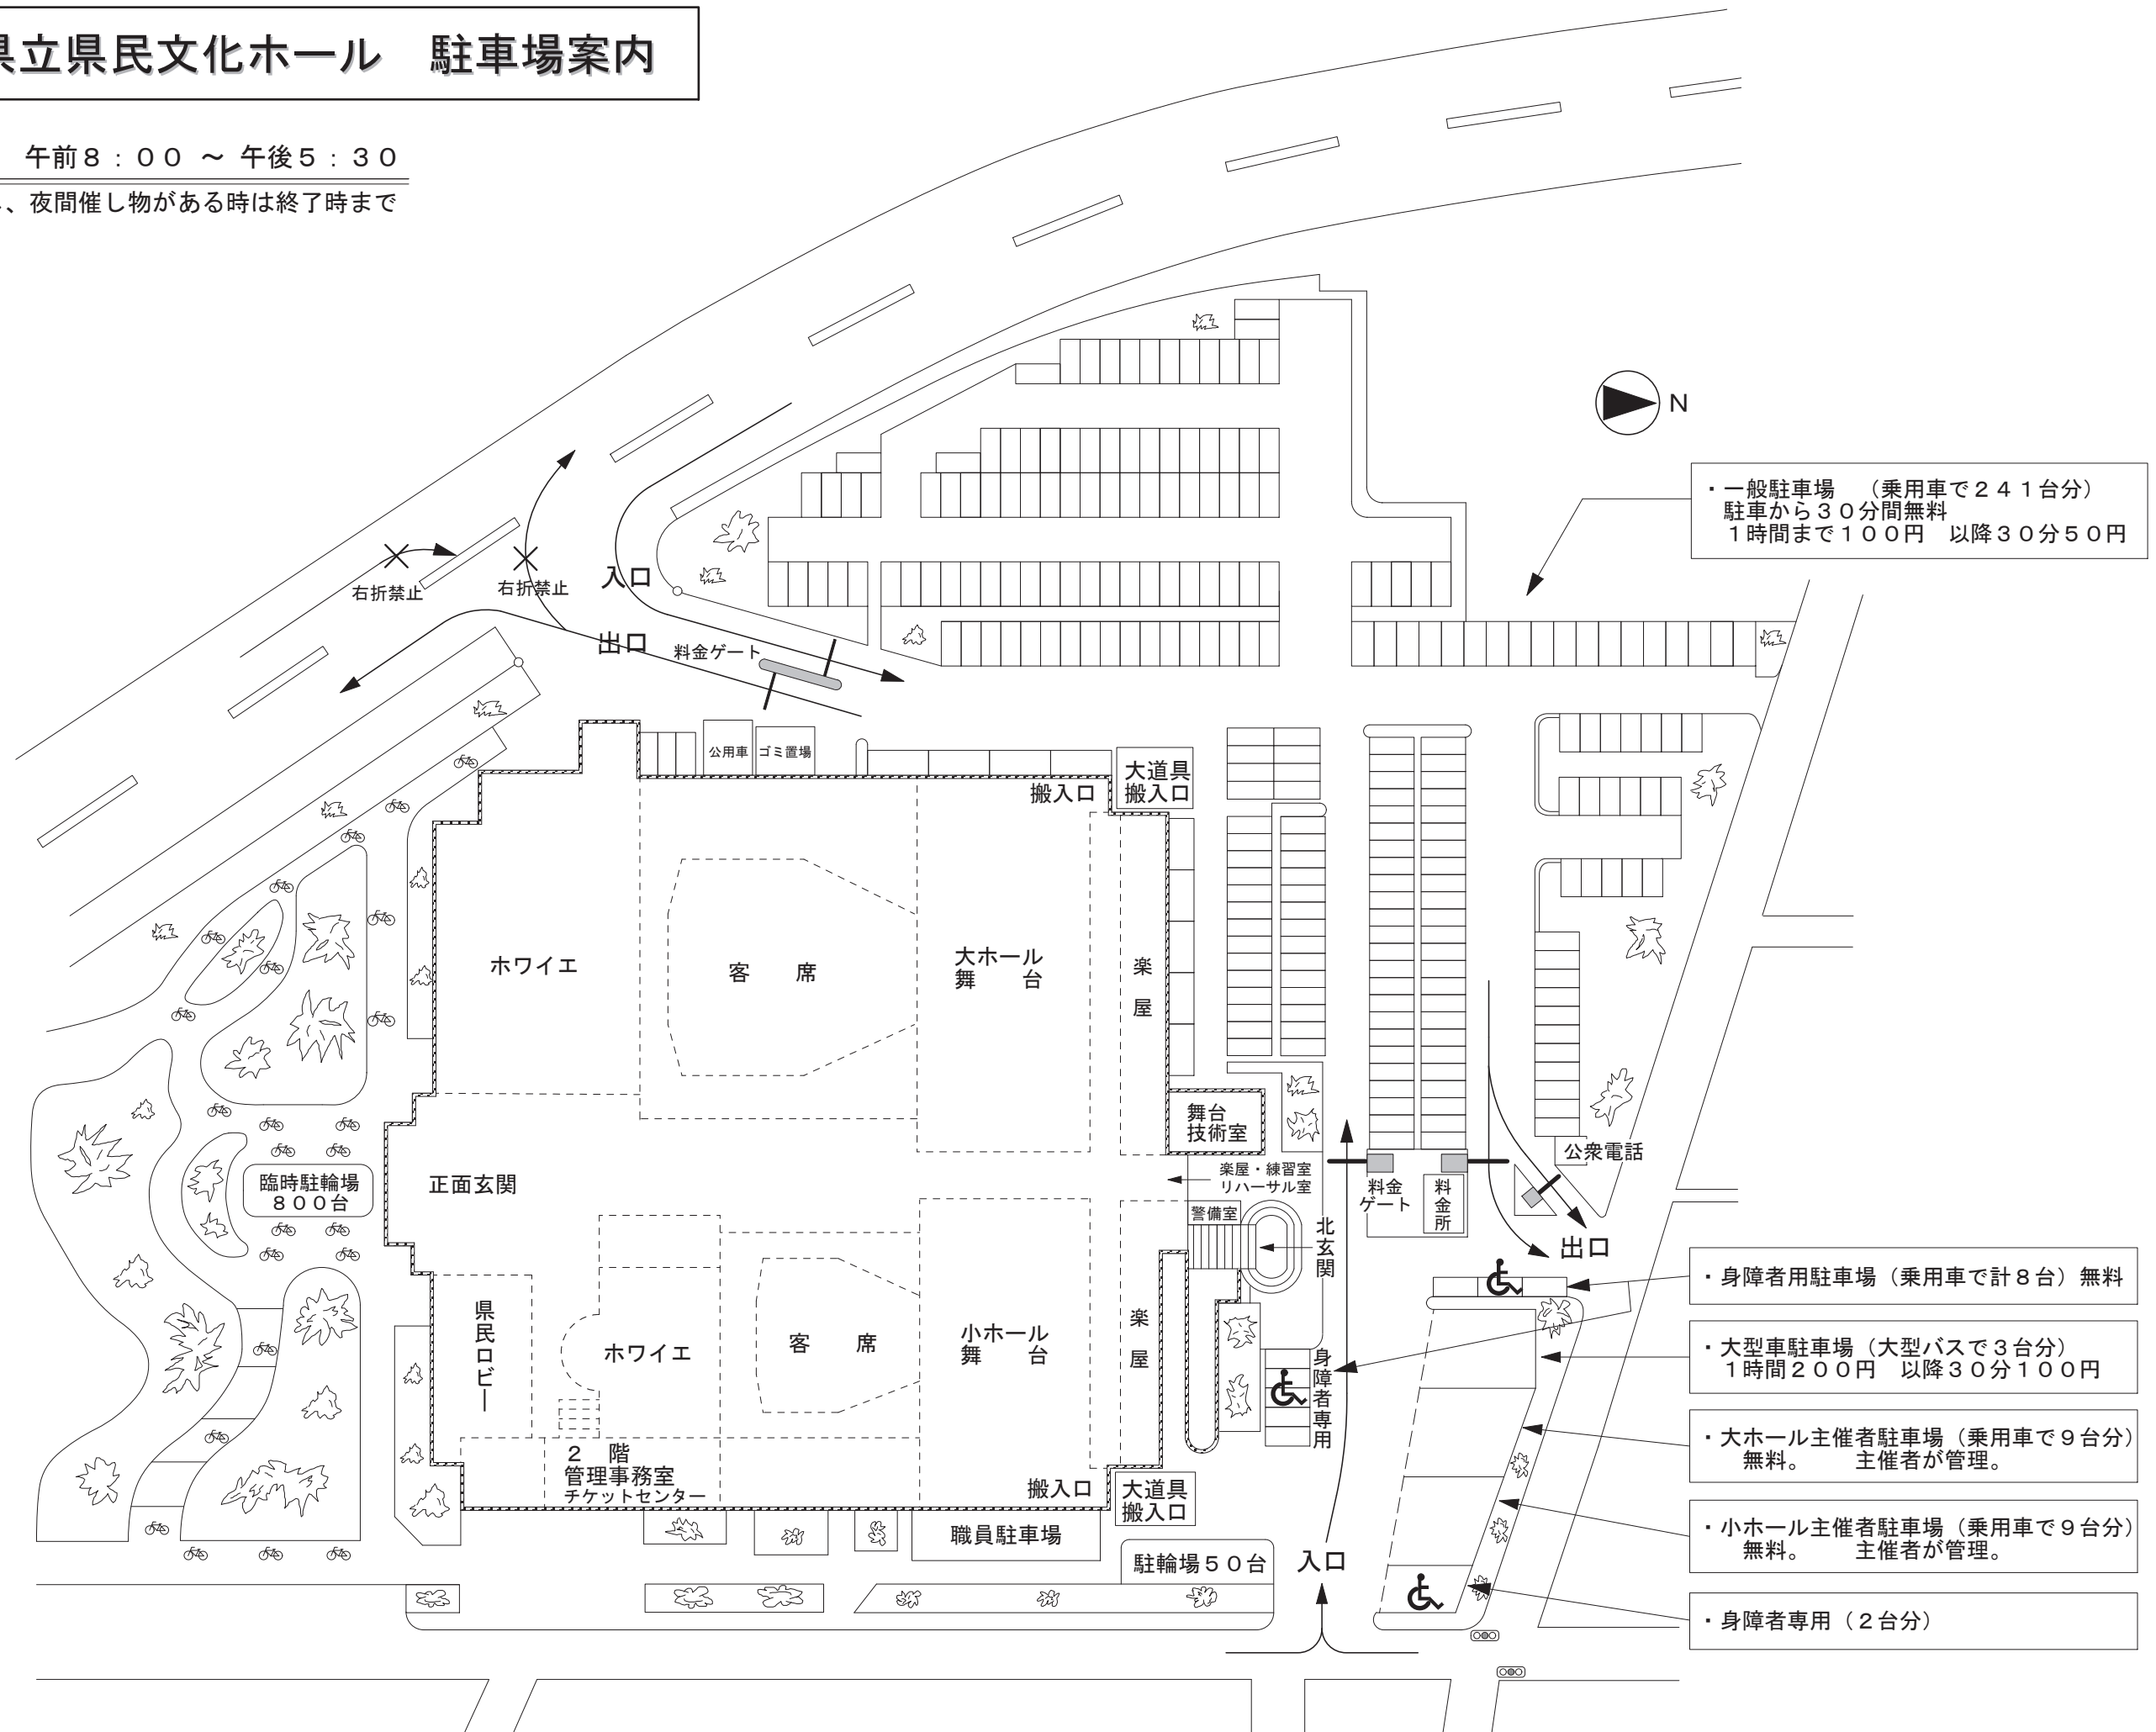 県立県民文化ホール　駐車場案内
午前８：００ ～ 午後５：３０
、夜間催し物がある時は終了時まで
N
・一般駐車場　（乗用車で２４１台分）
駐車から３０分間無料
１時間まで１００円　以降３０分５０円
右折禁止
右折禁止
入口
出口
料金ゲート
公用車
ゴミ置場
搬入口
大道具
搬入口
ホワイエ
客　席
大ホール
舞　台
楽屋
舞台
技術室
楽屋・練習室
リハーサル室
警備室
北玄関
料金
ゲート
料金所
公衆電話
出口
臨時駐輪場
８００台
正面玄関
県民ロビー
ホワイエ
客　席
小ホール
舞　台
楽屋
身障者専用
２　階
管理事務室
チケットセンター
搬入口
大道具
搬入口
職員駐車場
駐輪場５０台
入口
・身障者用駐車場（乗用車で計８台）無料
・大型車駐車場（大型バスで３台分）
１時間２００円　以降３０分１００円
・大ホール主催者駐車場（乗用車で９台分）
無料。　　主催者が管理。
・小ホール主催者駐車場（乗用車で９台分）
無料。　　主催者が管理。
・身障者専用（２台分）